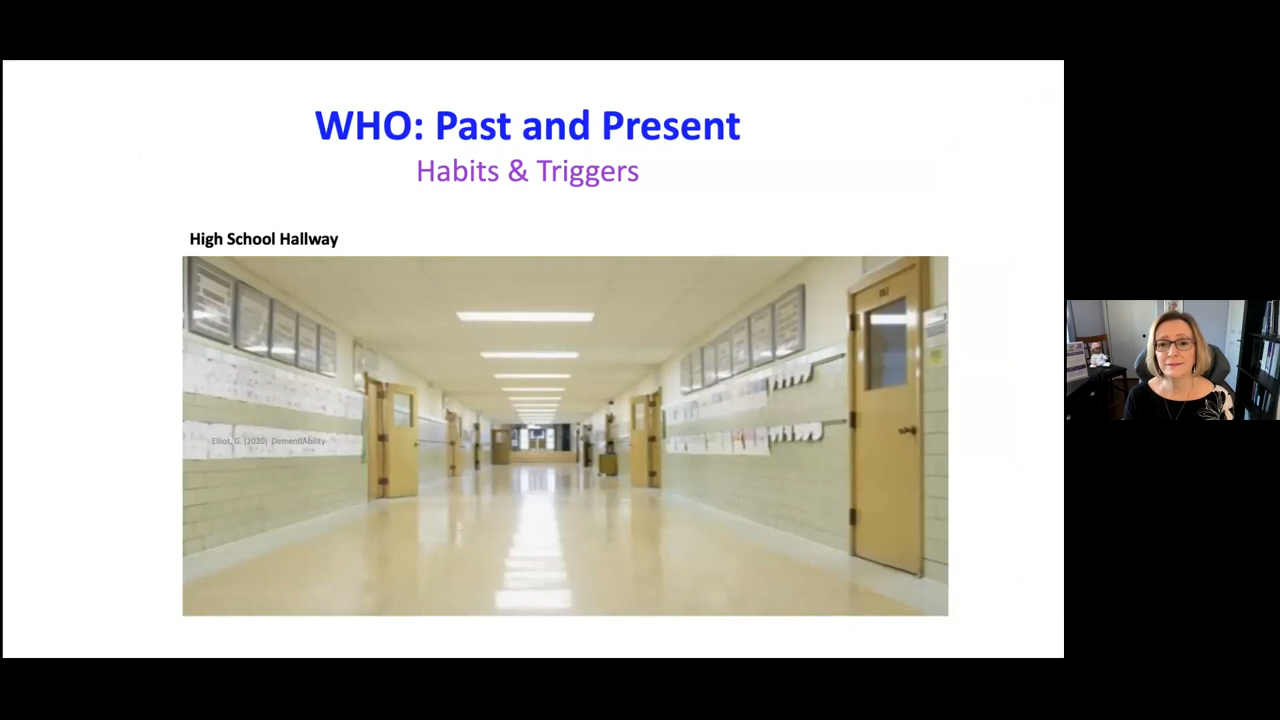 WHO: Past and Present
Habits & Triggers
High School Hallway
Elliot, G. (2020) DementiAbility